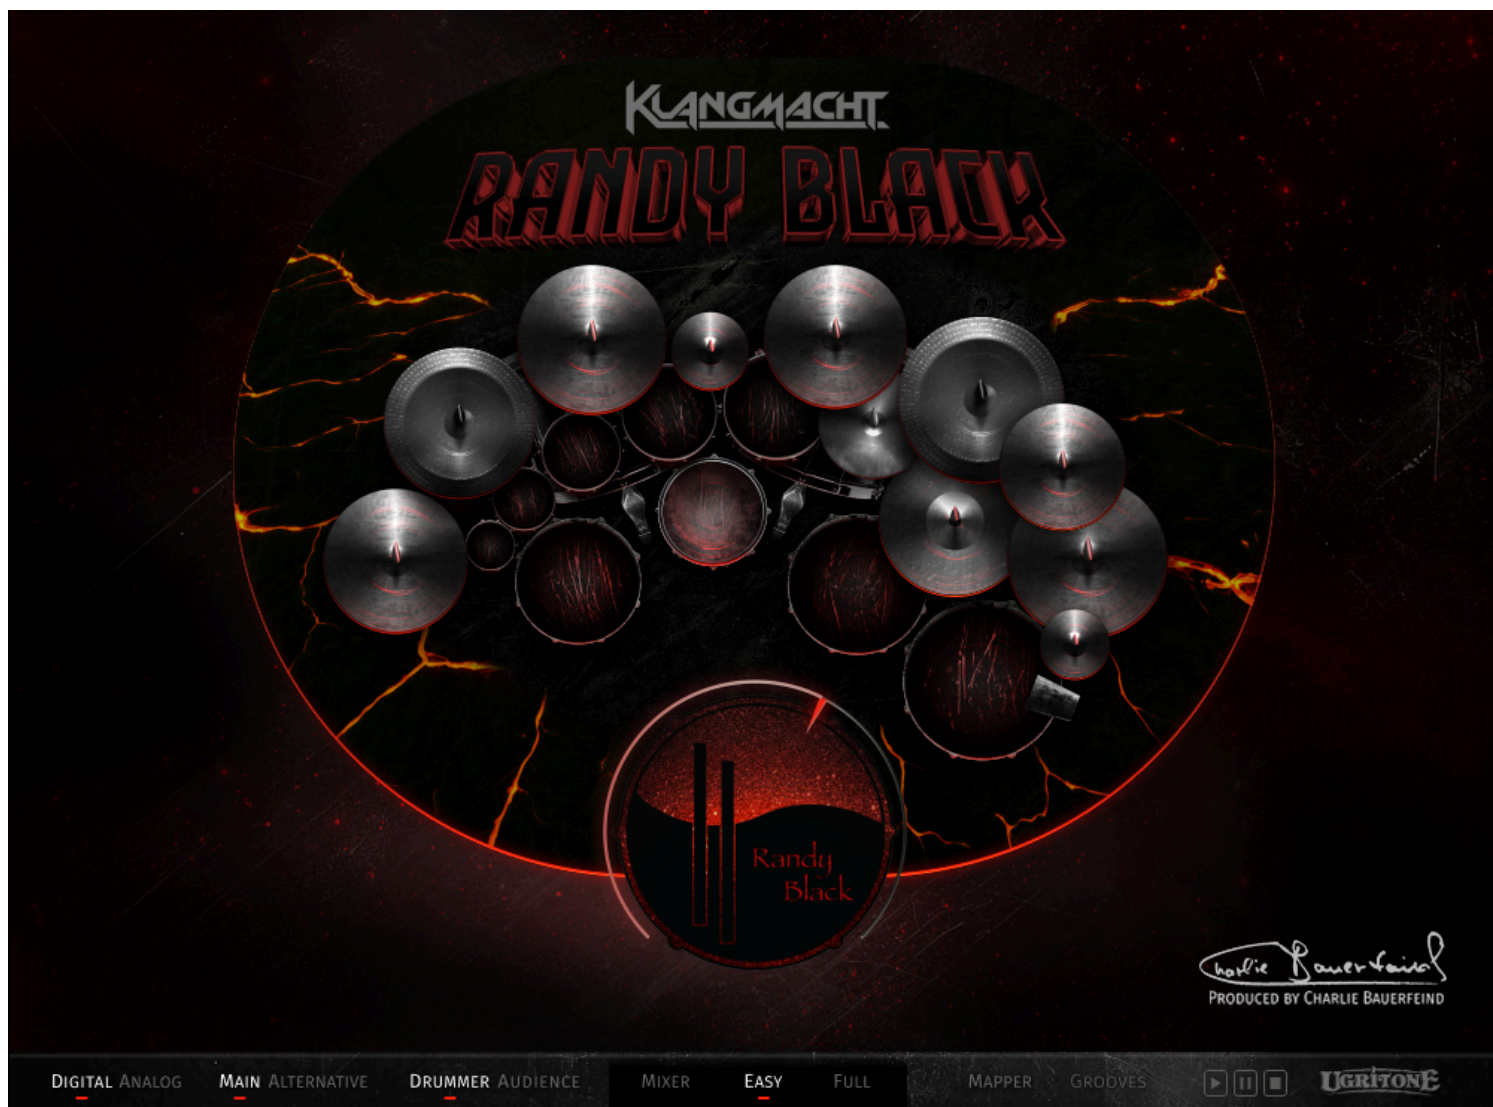 KLANGMACHT
RANDY BLACK
Randy
Black
Charlie Bauerfeind
PRODUCED BY CHARLIE BAUERFEIND
DIGITAL ANALOG MAIN ALTERNATIVE DRUMMER AUDIENCE MIXER EASY FULL MAPPER GROOVES UGRITONE